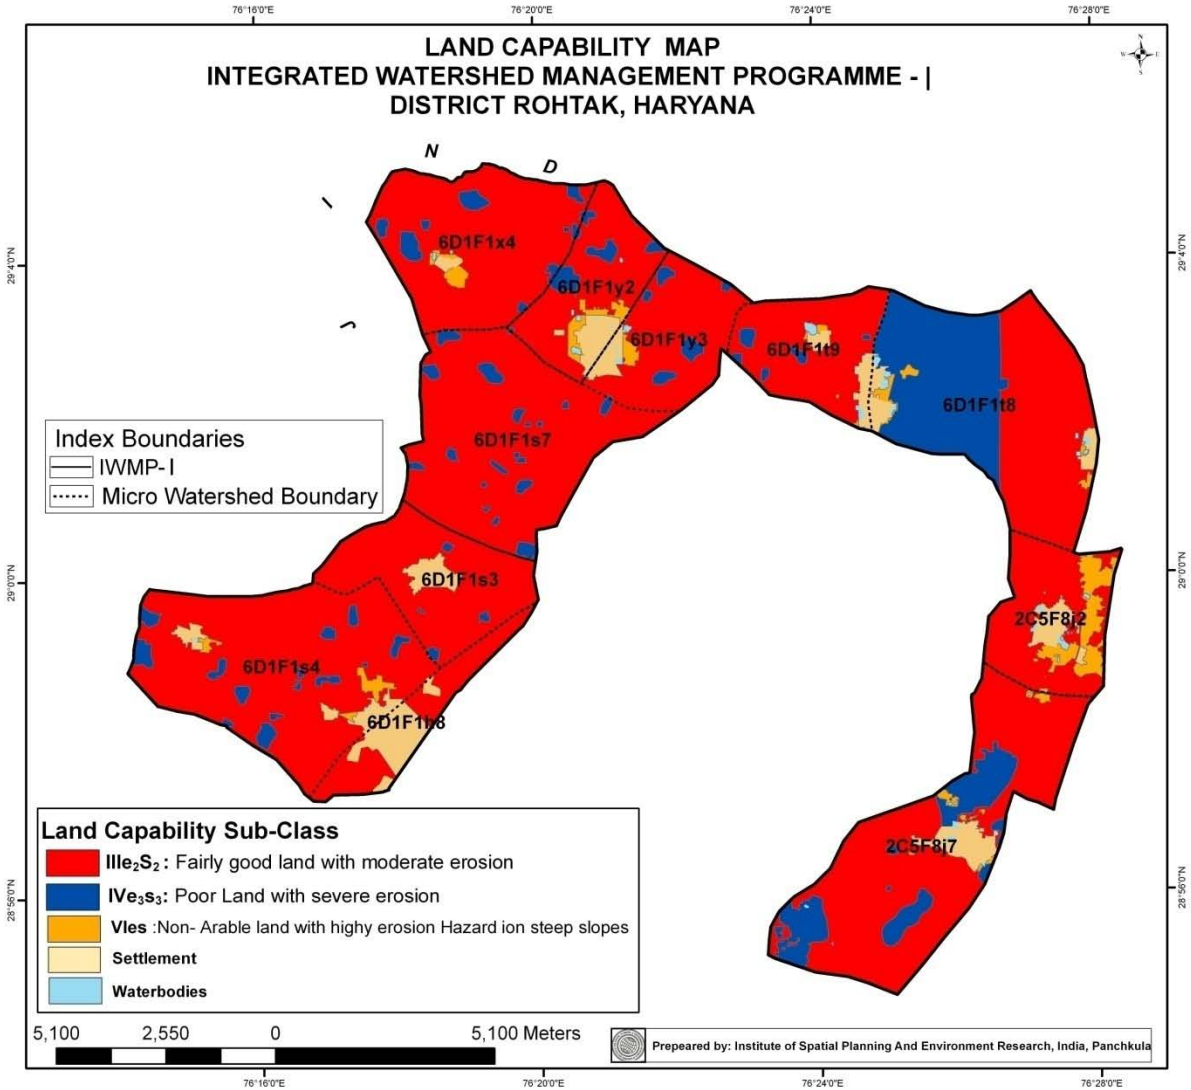 76°16'0"E 76°20'0"E 76°24'0"E 76°28'0"E
LAND CAPABILITY MAP
INTEGRATED WATERSHED MANAGEMENT PROGRAMME - |
DISTRICT ROHTAK, HARYANA
N
W E
S
J I N D
29°4'0"N 29°4'0"N
6D1F1x4
6D1F1y2
6D1F1y3
6D1F1t9
6D1F1t8
6D1F1s7
Index Boundaries
IWMP- I
Micro Watershed Boundary
29°0'0"N 29°0'0"N
6D1F1s3
2C5F8j2
6D1F1s4
6D1F1h8
2C5F8j7
28°56'0"N 28°56'0"N
Land Capability Sub-Class
IIIe₂S₂ : Fairly good land with moderate erosion
IVe₃s₃: Poor Land with severe erosion
VIes :Non- Arable land with highy erosion Hazard ion steep slopes
Settlement
Waterbodies
5,100 2,550 0 5,100 Meters
Prepeared by: Institute of Spatial Planning And Environment Research, India, Panchkula
76°16'0"E 76°20'0"E 76°24'0"E 76°28'0"E